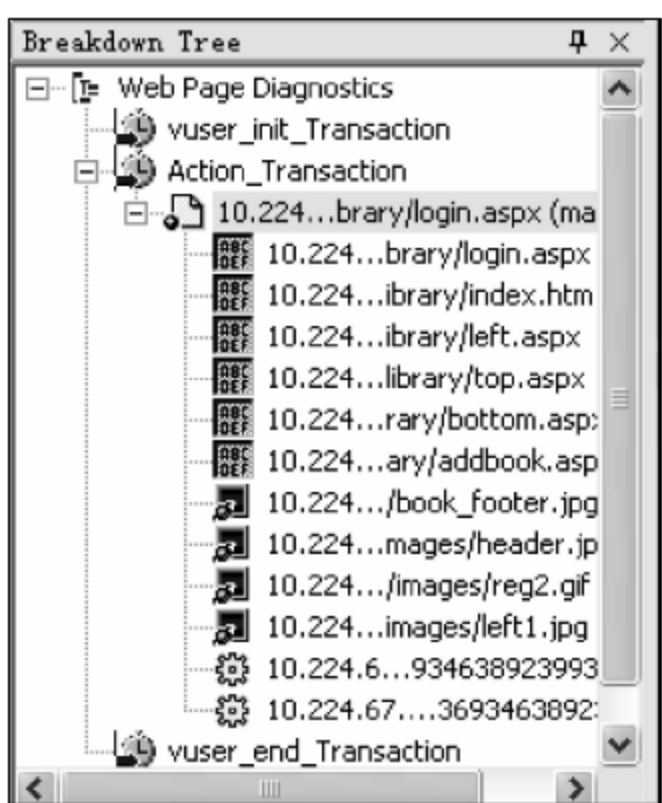 Breakdown Tree
Web Page Diagnostics
vuser_init_Transaction
Action_Transaction
10.224...brary/login.aspx (ma
10.224...brary/login.aspx
10.224...ibrary/index.htm
10.224...ibrary/left.aspx
10.224...library/top.aspx
10.224...rary/bottom.aspx
10.224...ary/addbook.asp
10.224.../book_footer.jpg
10.224...mages/header.jp
10.224.../images/reg2.gif
10.224...images/left1.jpg
10.224.6...934638923993
10.224.67....3693463892
vuser_end_Transaction